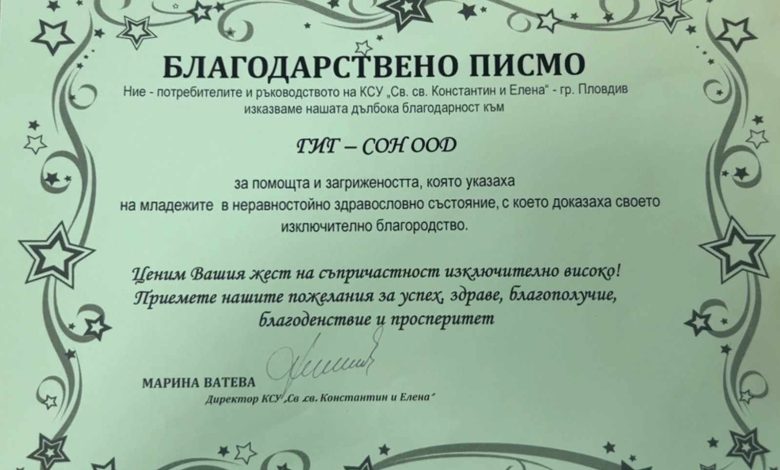 БЛАГОДАРСТВЕНО ПИСМО
Ние - потребителите и ръководството на КСУ „Св. св. Константин и Елена“ - гр. Пловдив
изказваме нашата дълбока благодарност към
ГИГ – СОН ООД
за помощта и загрижеността, която указаха
на младежите в неравностойно здравословно състояние, с което доказаха своето
изключително благородство.
Ценим Вашия жест на съпричастност изключително високо!
Приемете нашите пожелания за успех, здраве, благополучие,
благоденствие и просперитет
МАРИНА ВАТЕВА
Директор КСУ „Св .св. Константин и Елена“